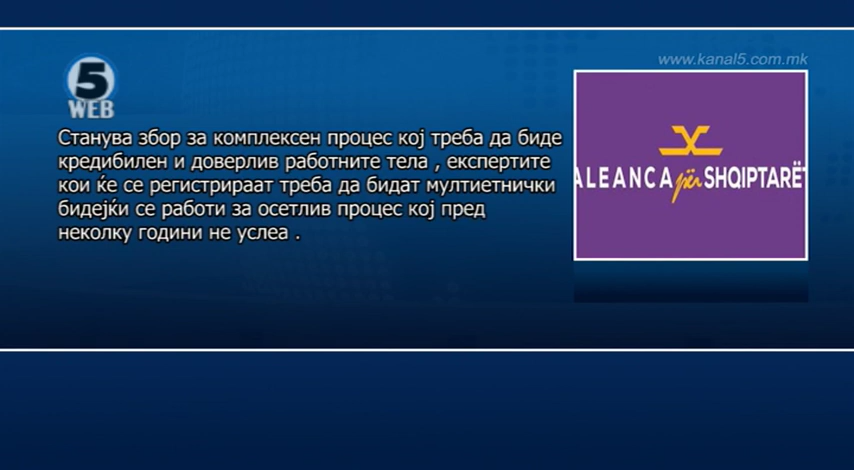 www.kanal5.com.mk
5
WEB
Станува збор за комплексен процес кој треба да биде
кредибилен и доверлив работните тела , експертите
кои ќе се регистрираат треба да бидат мултиетнички
бидејќи се работи за осетлив процес кој пред
неколку години не успеа .
ALEANCA për SHQIPTARËT